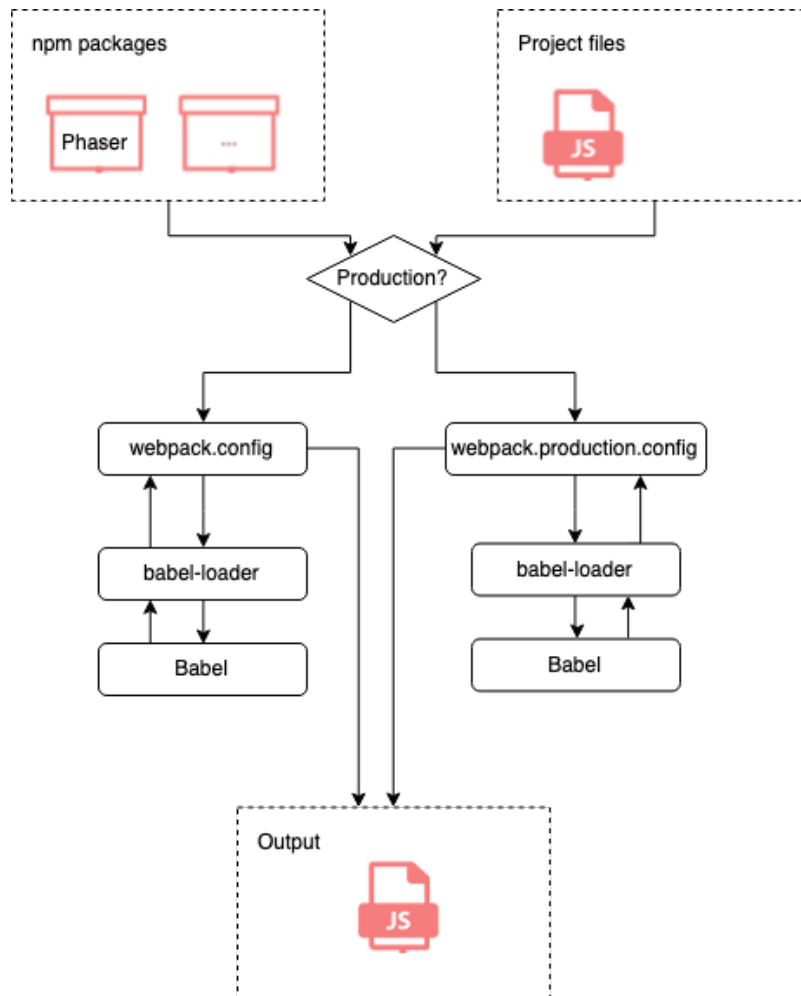 npm packages
Project files
Phaser
...
JS
Production?
webpack.config
webpack.production.config
babel-loader
babel-loader
Babel
Babel
Output
JS